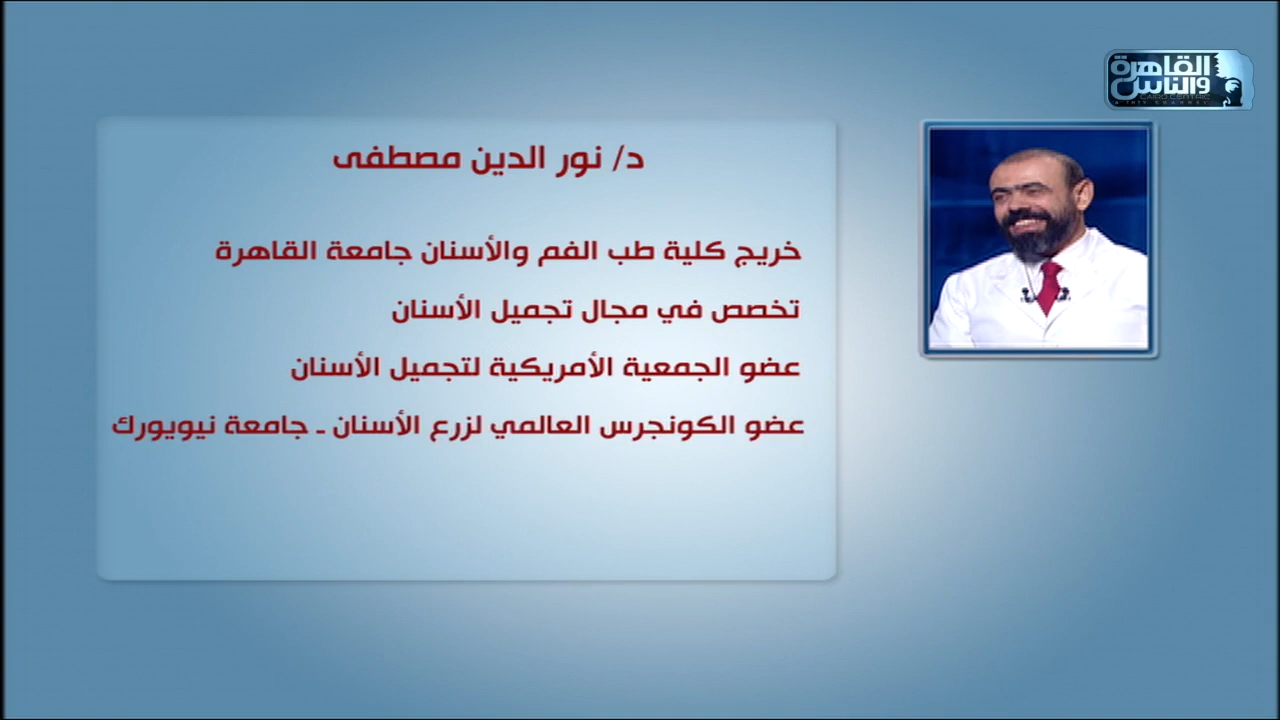 القاهرة
والناس
د/ نور الدين مصطفى
خريج كلية طب الفم والأسنان جامعة القاهرة
تخصص في مجال تجميل الأسنان
عضو الجمعية الأمريكية لتجميل الأسنان
عضو الكونجرس العالمي لزرع الأسنان ـ جامعة نيويورك